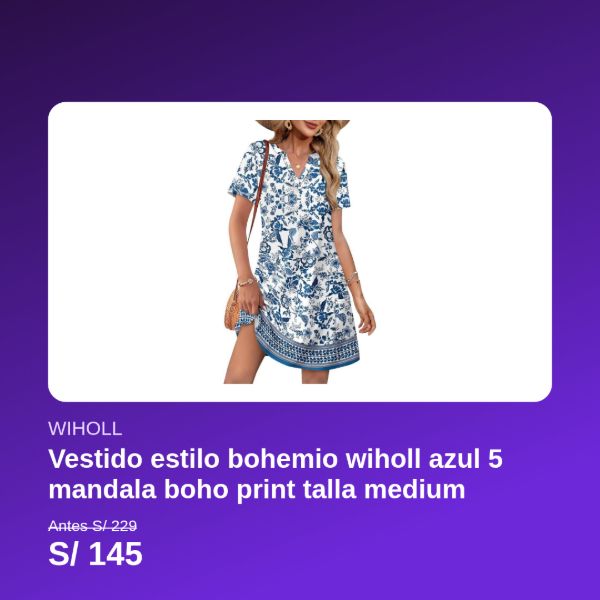 WIHOLL
Vestido estilo bohemio wiholl azul 5
mandala boho print talla medium
Antes S/ 229
S/ 145